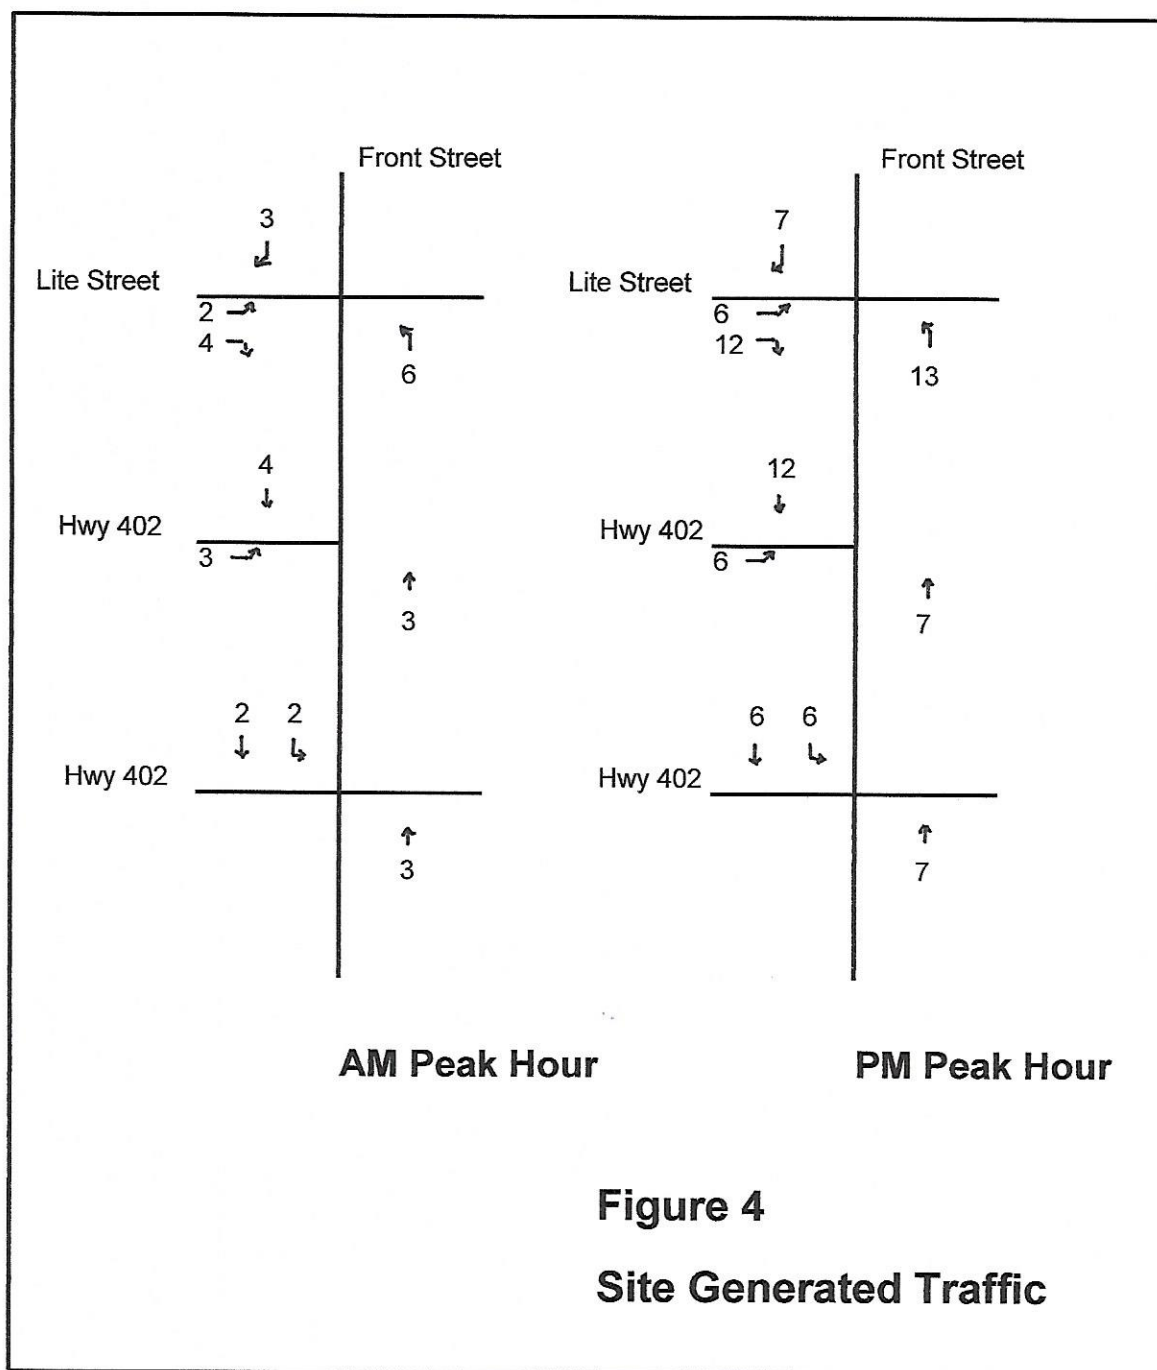 Front Street
Front Street
3
7
Lite Street
Lite Street
2
6
4
12
6
13
4
12
Hwy 402
Hwy 402
3
6
3
7
2 2
6 6
Hwy 402
Hwy 402
3
7
AM Peak Hour
PM Peak Hour
Figure 4
Site Generated Traffic